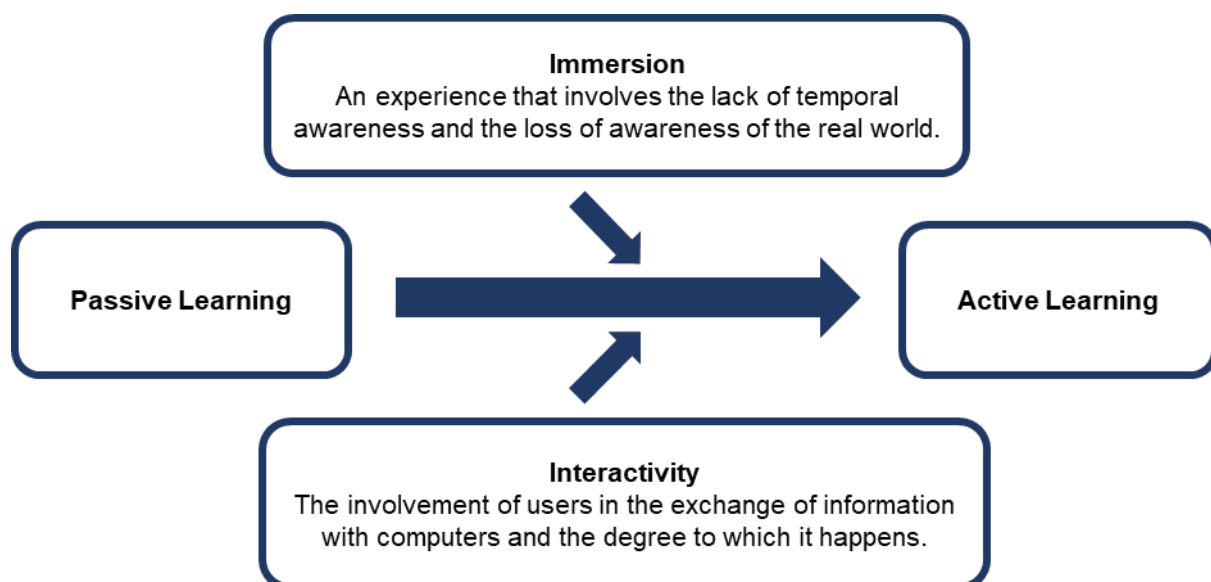 Immersion
An experience that involves the lack of temporal
awareness and the loss of awareness of the real world.
Passive Learning
Active Learning
Interactivity
The involvement of users in the exchange of information
with computers and the degree to which it happens.